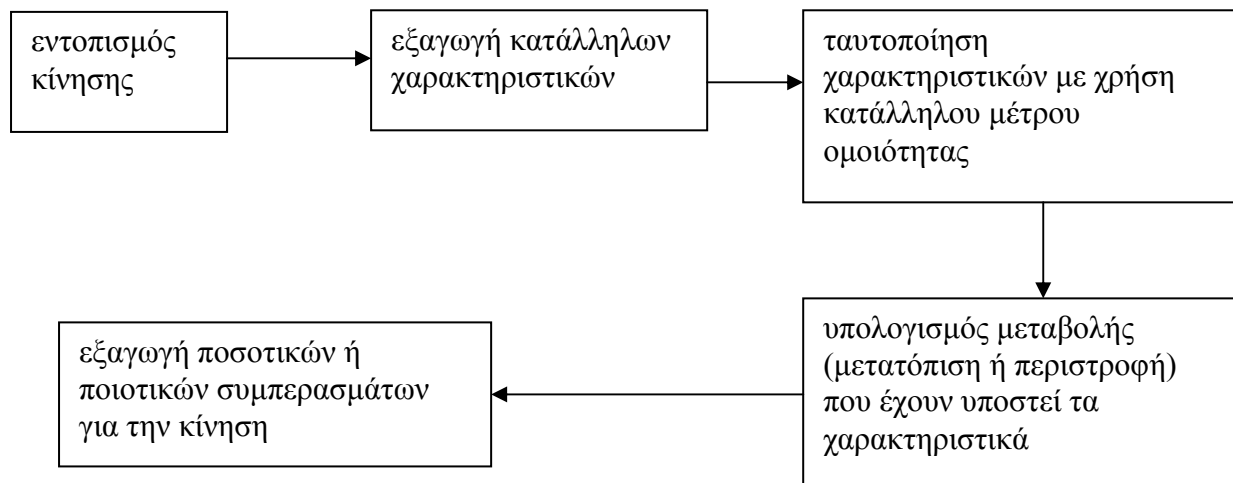 εντοπισμός
κίνησης
εξαγωγή κατάλληλων
χαρακτηριστικών
ταυτοποίηση
χαρακτηριστικών με χρήση
κατάλληλου μέτρου
ομοιότητας
υπολογισμός μεταβολής
(μετατόπιση ή περιστροφή)
που έχουν υποστεί τα
χαρακτηριστικά
εξαγωγή ποσοτικών ή
ποιοτικών συμπερασμάτων
για την κίνηση